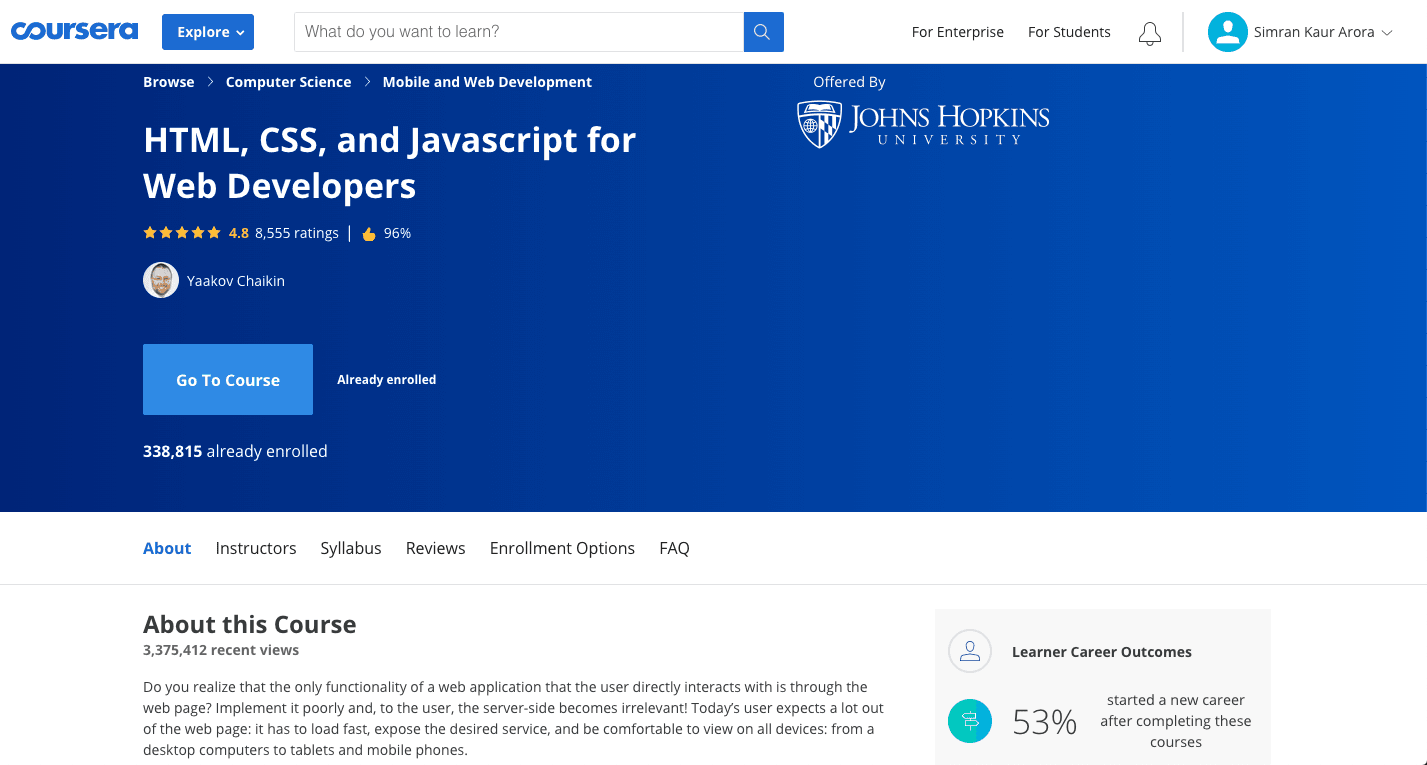 coursera
Explore
What do you want to learn?
For Enterprise
For Students
Simran Kaur Arora
Browse > Computer Science > Mobile and Web Development
Offered By
JOHNS HOPKINS
UNIVERSITY
HTML, CSS, and Javascript for
Web Developers
4.8 8,555 ratings | 96%
Yaakov Chaikin
Go To Course
Already enrolled
338,815 already enrolled
About
Instructors
Syllabus
Reviews
Enrollment Options
FAQ
About this Course
3,375,412 recent views
Do you realize that the only functionality of a web application that the user directly interacts with is through the
web page? Implement it poorly and, to the user, the server-side becomes irrelevant! Today’s user expects a lot out
of the web page: it has to load fast, expose the desired service, and be comfortable to view on all devices: from a
desktop computers to tablets and mobile phones.
Learner Career Outcomes
53%
started a new career
after completing these
courses